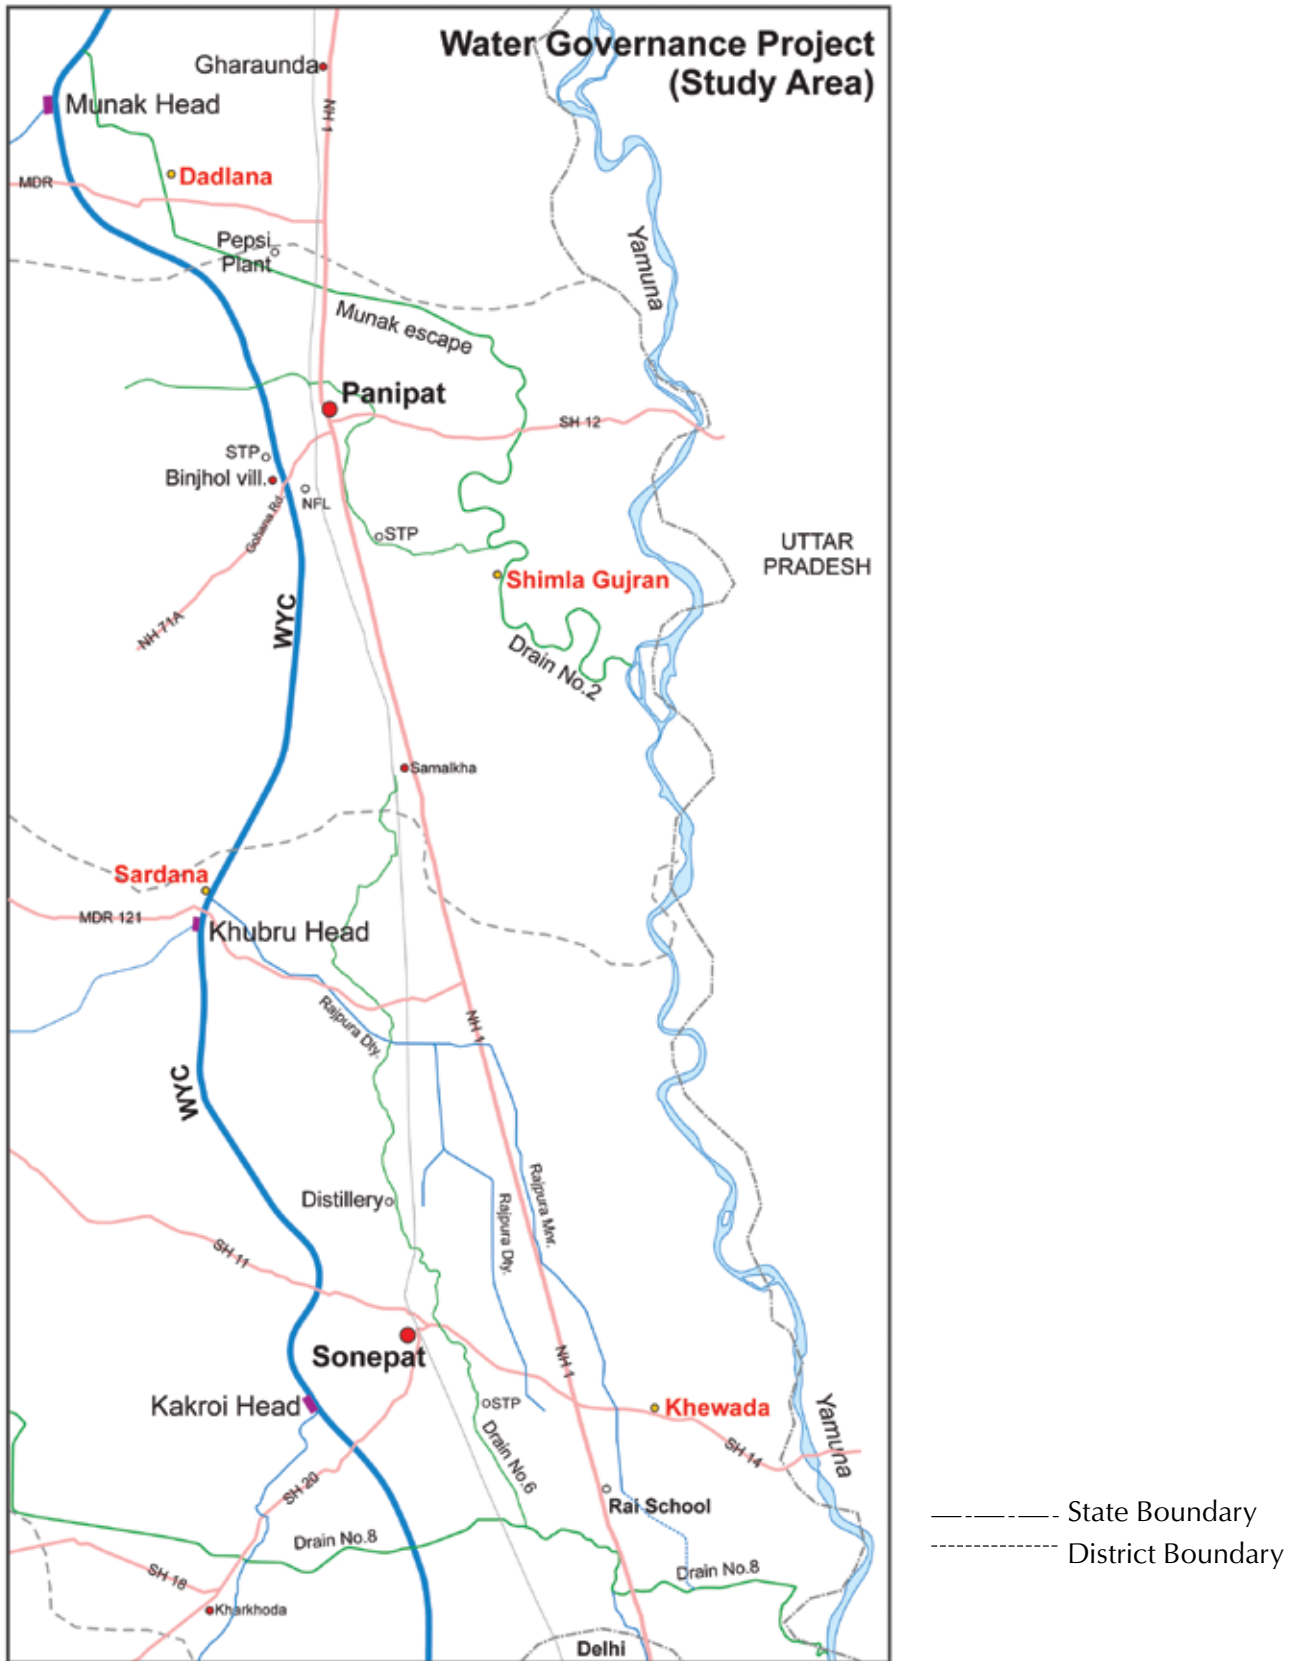 Water Governance Project
(Study Area)
Gharaunda
Munak Head
NH 1
Dadlana
MDR
Pepsi
Plant
Yamuna
Munak escape
Panipat
SH 12
STP
Binjhol vill.
NFL
Gohana Rd.
STP
UTTAR
PRADESH
Shimla Gujran
WYC
NH 71A
Drain No.2
Samalkha
Sardana
MDR 121
Khubru Head
Rajpura Dty.
NH 1
WYC
Distillery
Rajpura Mnr.
Rajpura Dty.
SH 11
Sonepat
NH 1
Kakroi Head
STP
Khewada
Yamuna
Drain No.6
SH 14
SH 20
Rai School
State Boundary
Drain No.8
District Boundary
SH 18
Drain No.8
Kharkhoda
Delhi